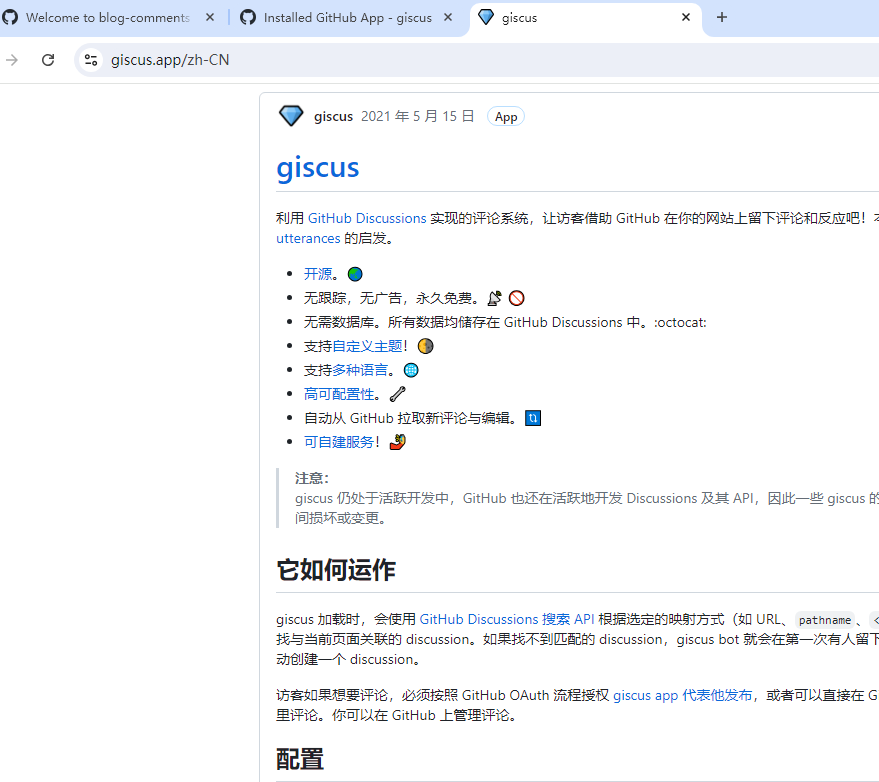 Welcome to blog-comments
Installed GitHub App - giscus
giscus
giscus.app/zh-CN
giscus 2021 年 5 月 15 日 App
giscus
利用 GitHub Discussions 实现的评论系统，让访客借助 GitHub 在你的网站上留下评论和反应吧！
utterances 的启发。
开源。
无跟踪，无广告，永久免费。
无需数据库。所有数据均储存在 GitHub Discussions 中。:octocat:
支持自定义主题！
支持多种语言。
高可配置性。
自动从 GitHub 拉取新评论与编辑。
可自建服务！
注意：
giscus 仍处于活跃开发中，GitHub 也还在活跃地开发 Discussions 及其 API，因此一些 giscus 的
间损坏或变更。
它如何运作
giscus 加载时，会使用 GitHub Discussions 搜索 API 根据选定的映射方式（如 URL、pathname、<
找与当前页面关联的 discussion。如果找不到匹配的 discussion，giscus bot 就会在第一次有人留下
动创建一个 discussion。
访客如果想要评论，必须按照 GitHub OAuth 流程授权 giscus app 代表他发布，或者可以直接在 G
里评论。你可以在 GitHub 上管理评论。
配置